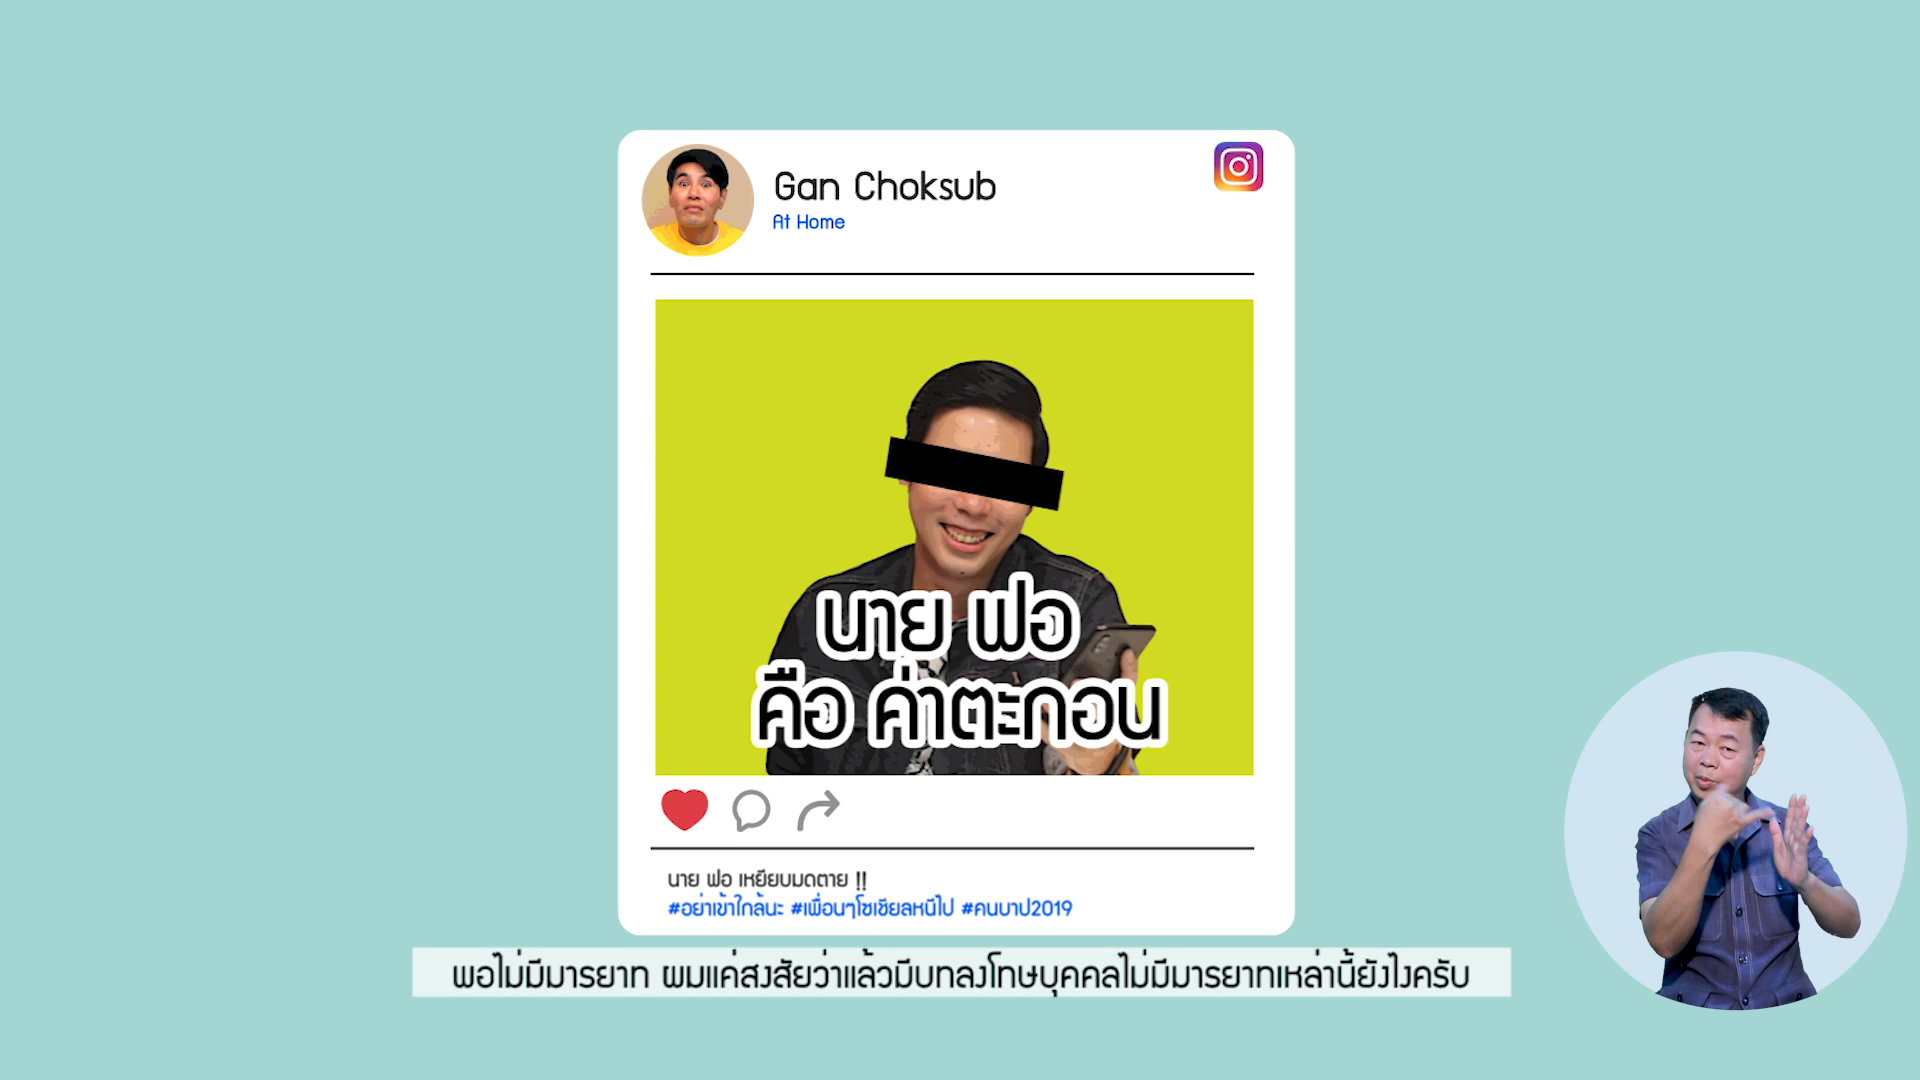 Gan Choksub
At Home
นาย ฟอ
คือ ค่าตะกอน
นาย ฟอ เหยียบมดตาย !!
#อย่าเข้าใกล้นะ #เพื่อนๆโซเชียลหนีไป #คนบาป2019
พอไม่มีมารยาท ผมแค่สงสัยว่าแล้วมีบทลงโทษบุคคลไม่มีมารยาทเหล่านี้ยังไงครับ